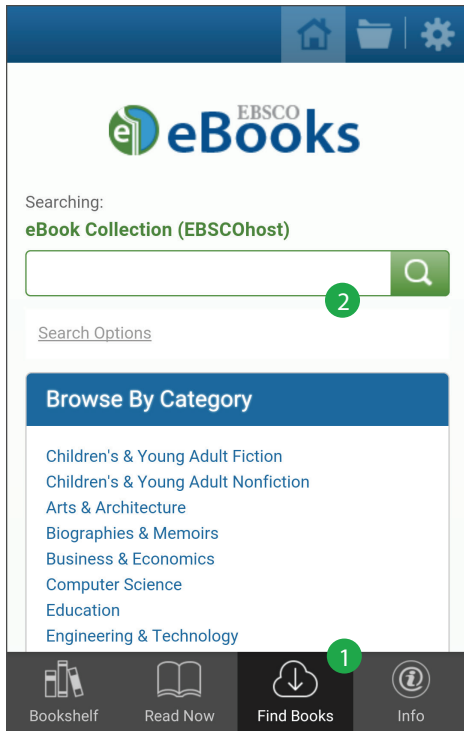 EBSCO
eBooks
Searching:
eBook Collection (EBSCOhost)
2
Search Options
Browse By Category
Children's & Young Adult Fiction
Children's & Young Adult Nonfiction
Arts & Architecture
Biographies & Memoirs
Business & Economics
Computer Science
Education
Engineering & Technology
1
Bookshelf Read Now Find Books Info